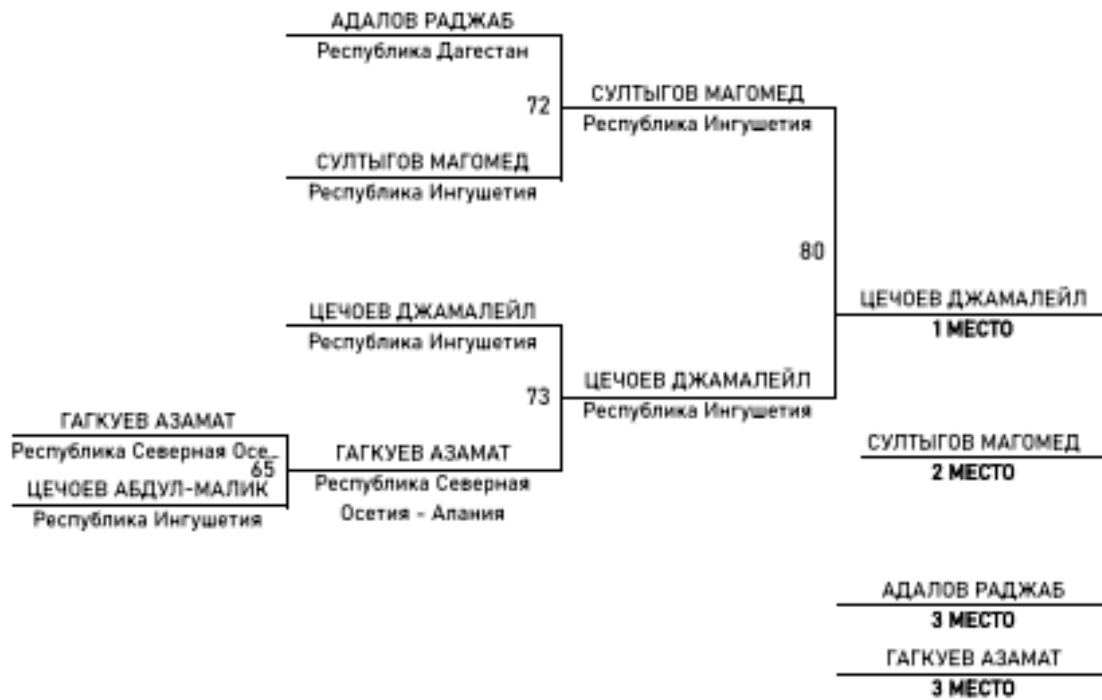 АДАЛОВ РАДЖАБ
Республика Дагестан
72
СУЛТЫГОВ МАГОМЕД
Республика Ингушетия
СУЛТЫГОВ МАГОМЕД
Республика Ингушетия
80
ЦЕЧОЕВ ДЖАМАЛЕЙЛ
1 МЕСТО
ЦЕЧОЕВ ДЖАМАЛЕЙЛ
Республика Ингушетия
73
ЦЕЧОЕВ ДЖАМАЛЕЙЛ
Республика Ингушетия
ГАГКУЕВ АЗАМАТ
Республика Северная Осе...
65
ЦЕЧОЕВ АБДУЛ-МАЛИК
Республика Ингушетия
ГАГКУЕВ АЗАМАТ
Республика Северная
Осетия - Алания
СУЛТЫГОВ МАГОМЕД
2 МЕСТО
АДАЛОВ РАДЖАБ
3 МЕСТО
ГАГКУЕВ АЗАМАТ
3 МЕСТО